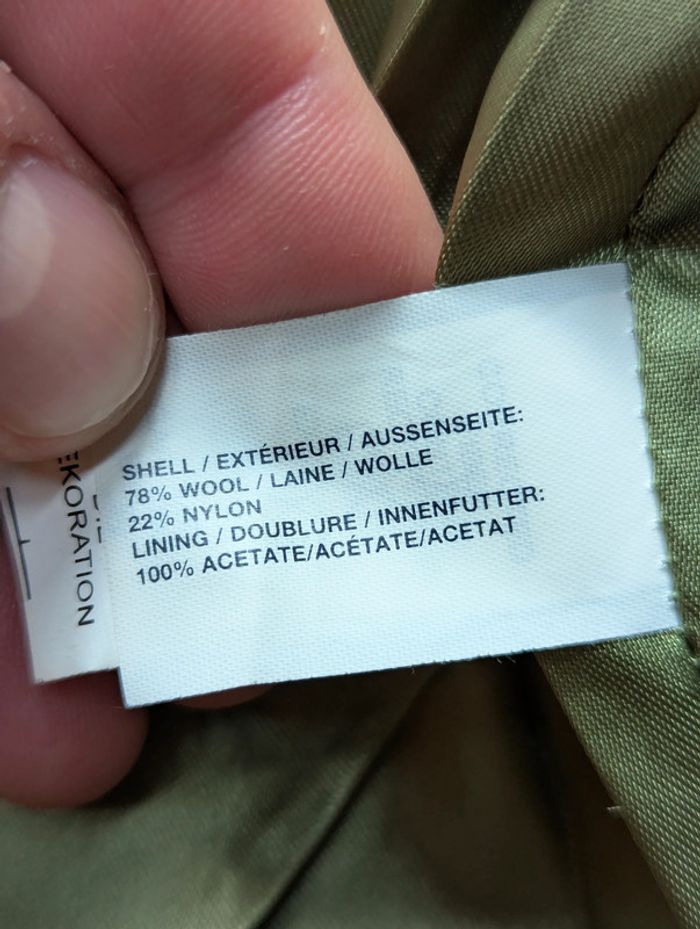 SHELL / EXTÉRIEUR / AUSSENSEITE:
78% WOOL / LAINE / WOLLE
22% NYLON
LINING / DOUBLURE / INNENFUTTER:
100% ACETATE/ACÉTATE/ACETAT
EKORATION